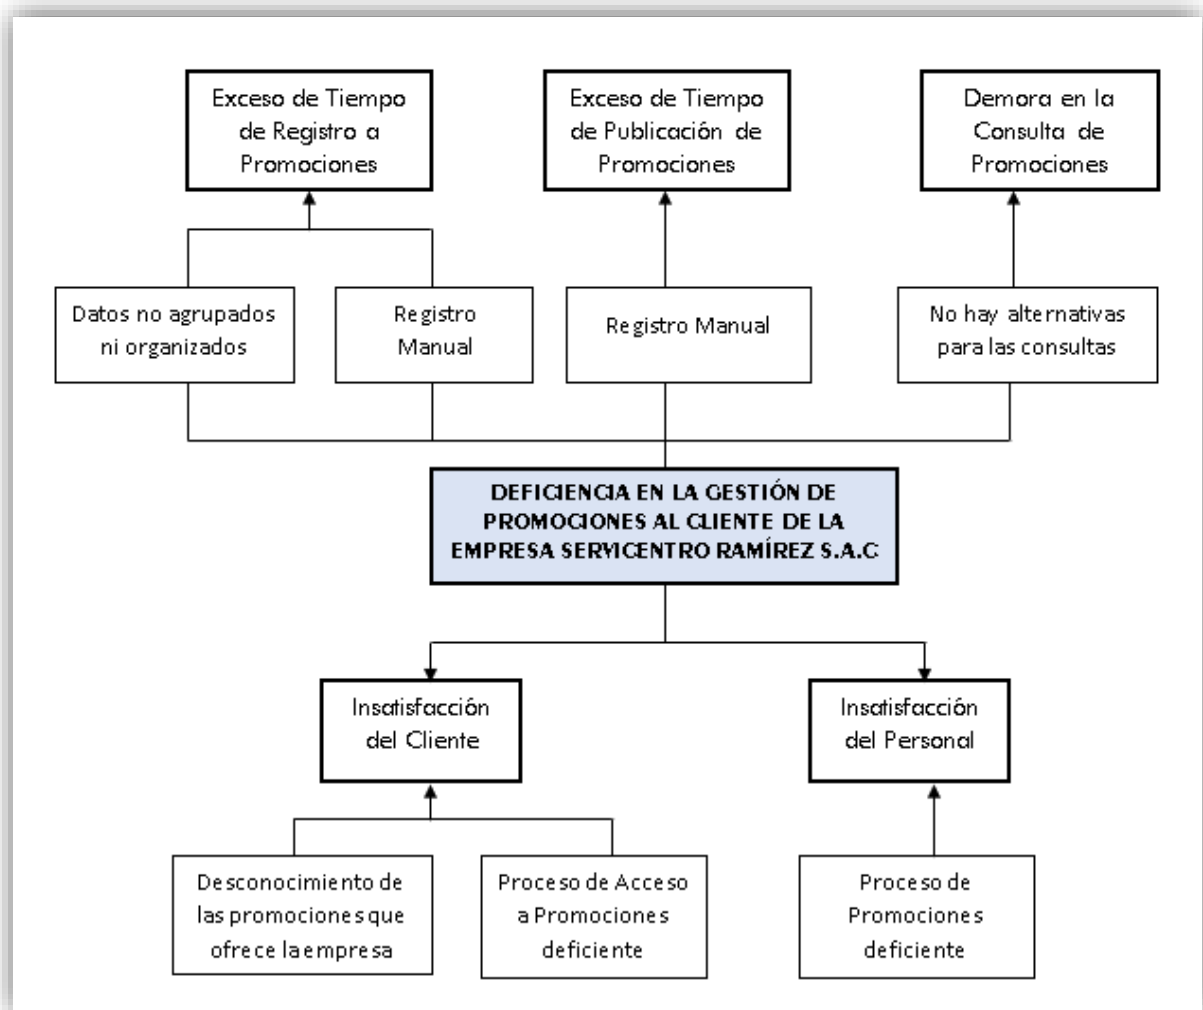 Exceso de Tiempo
de Registro a
Promociones
Exceso de Tiempo
de Publicación de
Promociones
Demora en la
Consulta de
Promociones
Datos no agrupados
ni organizados
Registro
Manual
Registro Manual
No hay alternativas
para las consultas
DEFICIENCIA EN LA GESTIÓN DE
PROMOCIONES AL CLIENTE DE LA
EMPRESA SERVICENTRO RAMÍREZ S.A.C
Insatisfacción
del Cliente
Insatisfacción
del Personal
Desconocimiento de
las promociones que
ofrece la empresa
Proceso de Acceso
a Promociones
deficiente
Proceso de
Promociones
deficiente